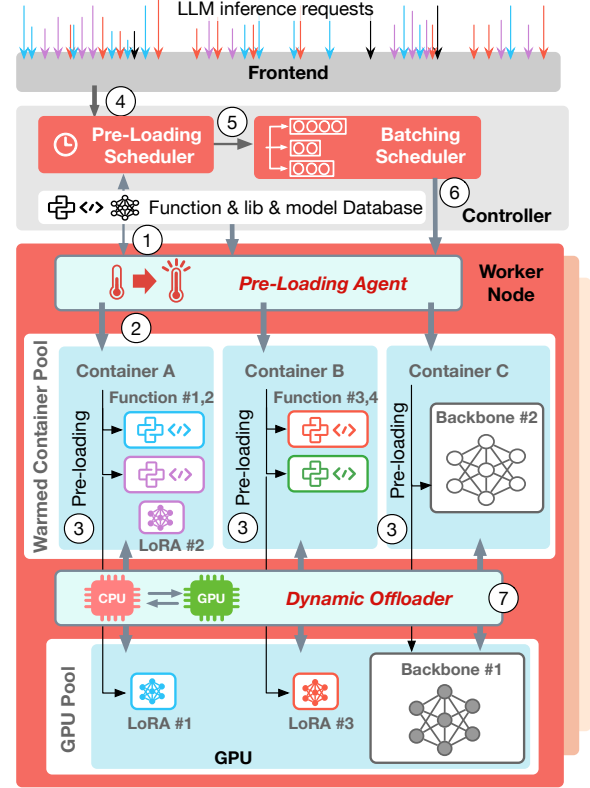 LLM inference requests
Frontend
4
5
Pre-Loading
Scheduler
Batching
Scheduler
6
</> Function & lib & model Database
Controller
1
Pre-Loading Agent
Worker
Node
2
Warmed Container Pool
Container A
Container B
Container C
Function #1,2
Function #3,4
Pre-loading
Pre-loading
Pre-loading
</>
</>
</>
</>
Backbone #2
3
3
3
LoRA #2
CPU
GPU
Dynamic Offloader
7
GPU Pool
Backbone #1
LoRA #1
LoRA #3
GPU